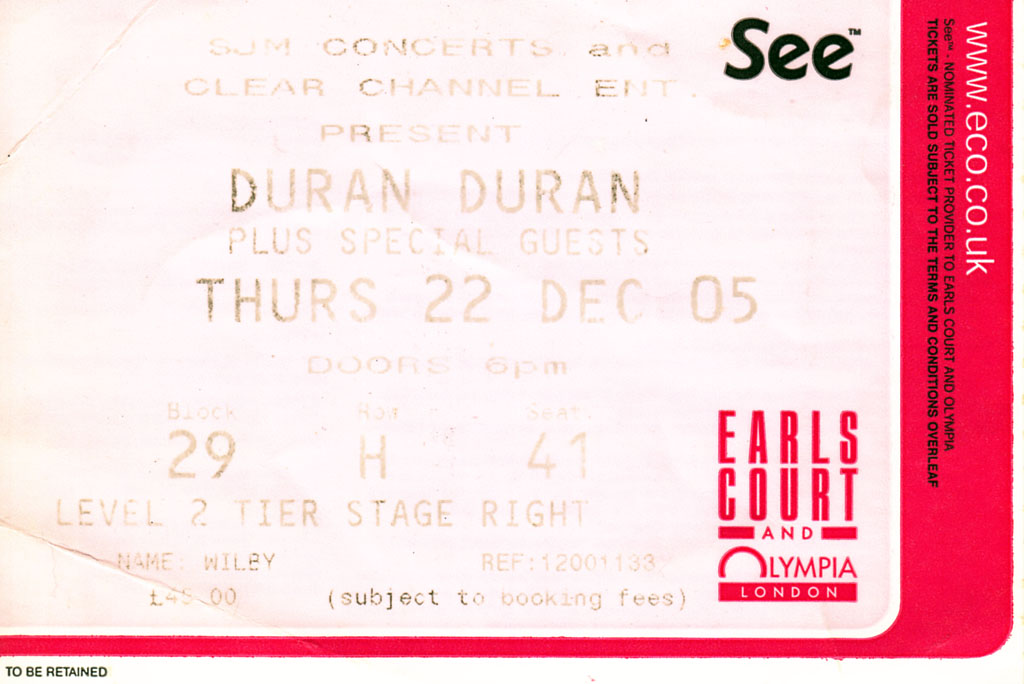 SJM CONCERTS and
CLEAR CHANNEL ENT.
PRESENT
DURAN DURAN
PLUS SPECIAL GUESTS
THURS 22 DEC 05
DOORS 6pm
Block Row Seat.
29 H 41
LEVEL 2 TIER STAGE RIGHT
NAME: WILBY REF:12001133
(subject to booking fees)
See™
EARLS
COURT
AND
OLYMPIA
LONDON
www.eco.co.uk
See™ - NOMINATED TICKET PROVIDER TO EARLS COURT AND OLYMPIA
TICKETS ARE SOLD SUBJECT TO THE TERMS AND CONDITIONS OVERLEAF
TO BE RETAINED